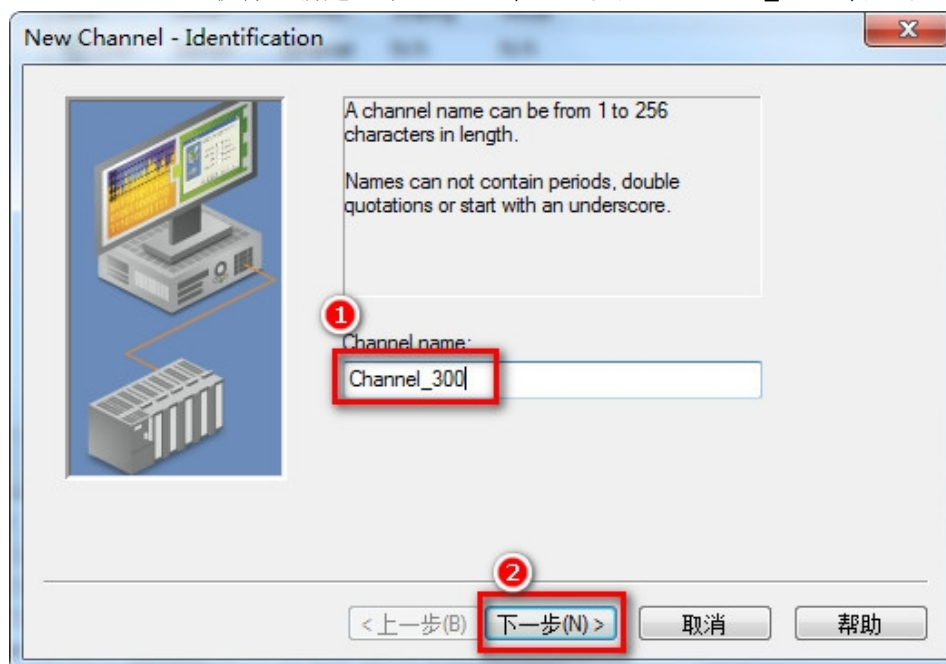 New Channel - Identification
A channel name can be from 1 to 256
characters in length.
Names can not contain periods, double
quotations or start with an underscore.
1
Channel name:
Channel_300
2
<上一步(B)
下一步(N) >
取消
帮助